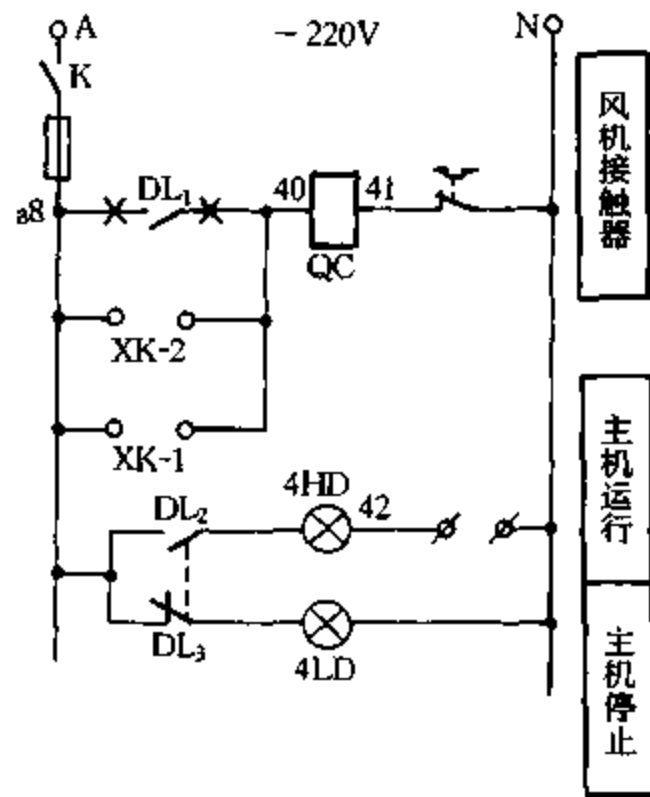 A
~220V
N
K
a8
DL₁
40
41
QC
风机接触器
XK-2
XK-1
DL₂
4HD
42
主机运行
DL₃
4LD
主机停止